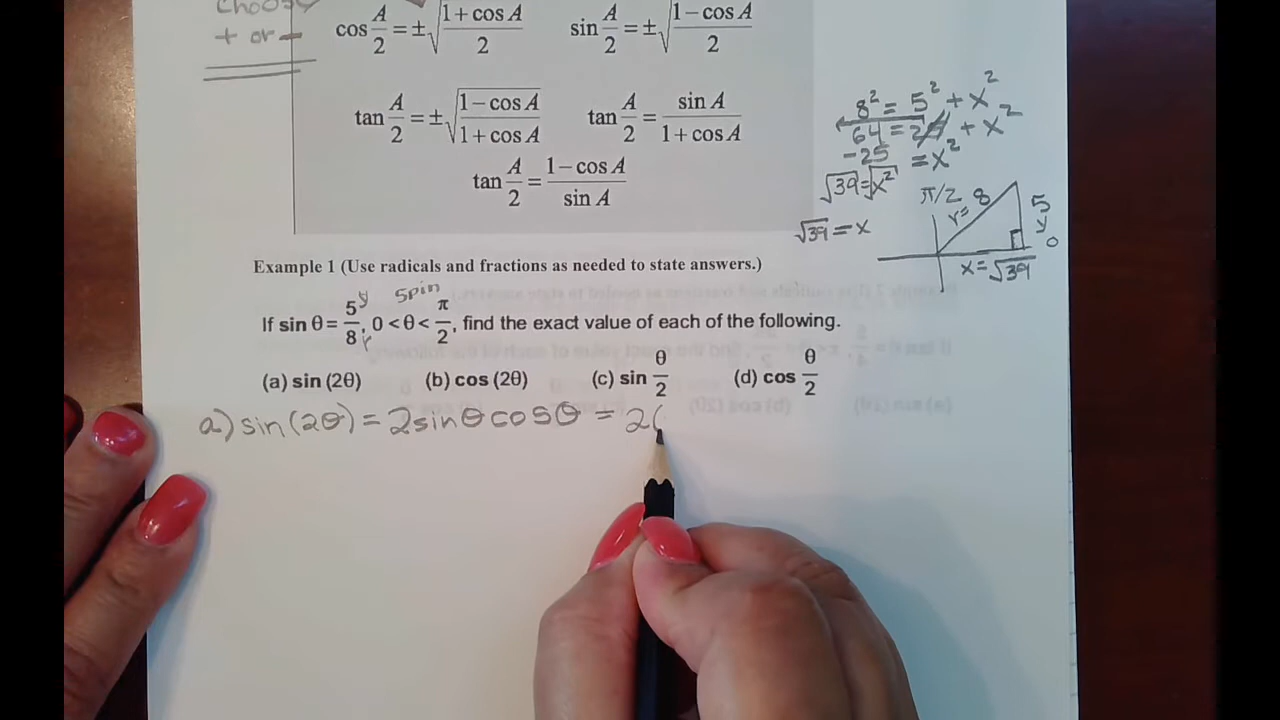 Choose
+ or −
cos A/2 = ±√((1 + cos A)/2)   sin A/2 = ±√((1 − cos A)/2)
tan A/2 = ±√((1 − cos A)/(1 + cos A))   tan A/2 = sin A/(1 + cos A)
tan A/2 = (1 − cos A)/sin A
8² = 5² + x²
64 = 25 + x²
−25 = x²
√39 = √x²
√39 = x
π/2
r = 8
5
y
0
x = √39
Example 1 (Use radicals and fractions as needed to state answers.)
y spin
If sin θ = 5/8, 0 < θ < π/2, find the exact value of each of the following.
r
(a) sin (2θ)   (b) cos (2θ)   (c) sin θ/2   (d) cos θ/2
a) sin(2θ) = 2sinθcosθ = 2(